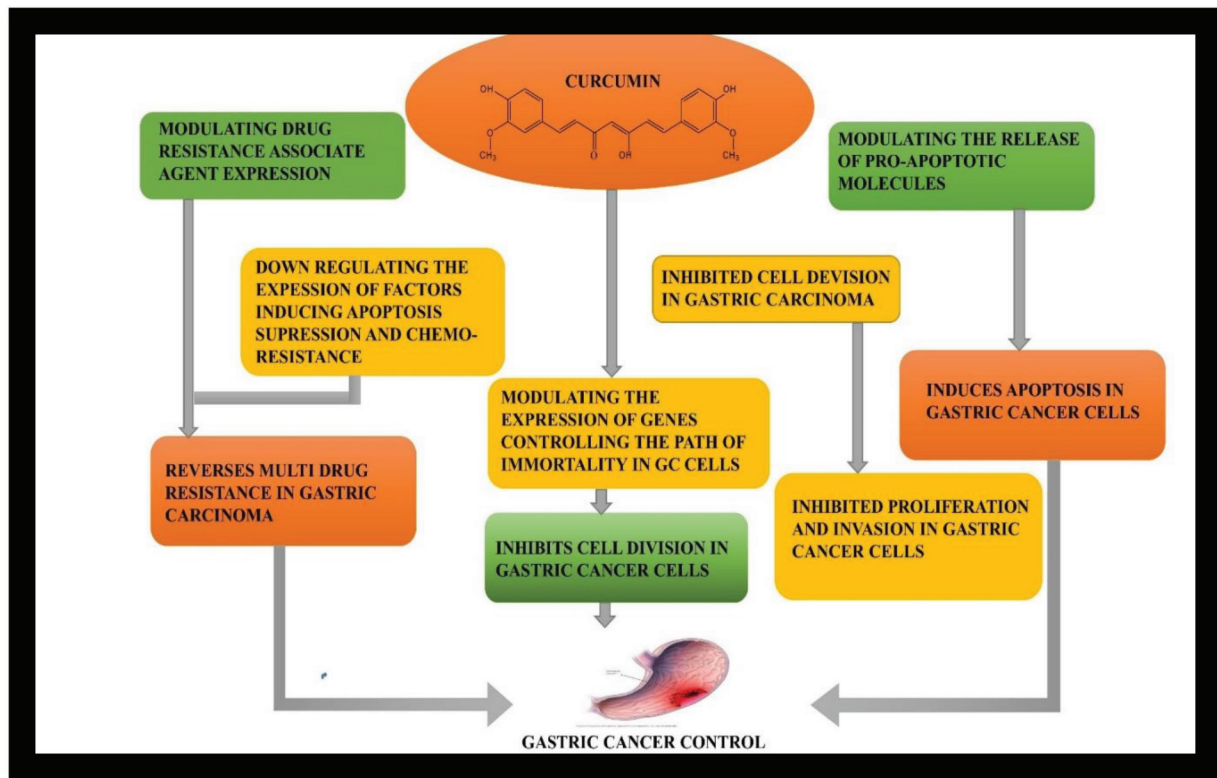 CURCUMIN
OH
O
CH3
O
OH
OH
O
CH3
MODULATING DRUG
RESISTANCE ASSOCIATE
AGENT EXPRESSION
MODULATING THE RELEASE
OF PRO-APOPTOTIC
MOLECULES
DOWN REGULATING THE
EXPESSION OF FACTORS
INDUCING APOPTOSIS
SUPRESSION AND CHEMO-
RESISTANCE
INHIBITED CELL DEVISION
IN GASTRIC CARCINOMA
MODULATING THE
EXPRESSION OF GENES
CONTROLLING THE PATH OF
IMMORTALITY IN GC CELLS
INDUCES APOPTOSIS IN
GASTRIC CANCER CELLS
REVERSES MULTI DRUG
RESISTANCE IN GASTRIC
CARCINOMA
INHIBITED PROLIFERATION
AND INVASION IN GASTRIC
CANCER CELLS
INHIBITS CELL DIVISION IN
GASTRIC CANCER CELLS
GASTRIC CANCER CONTROL